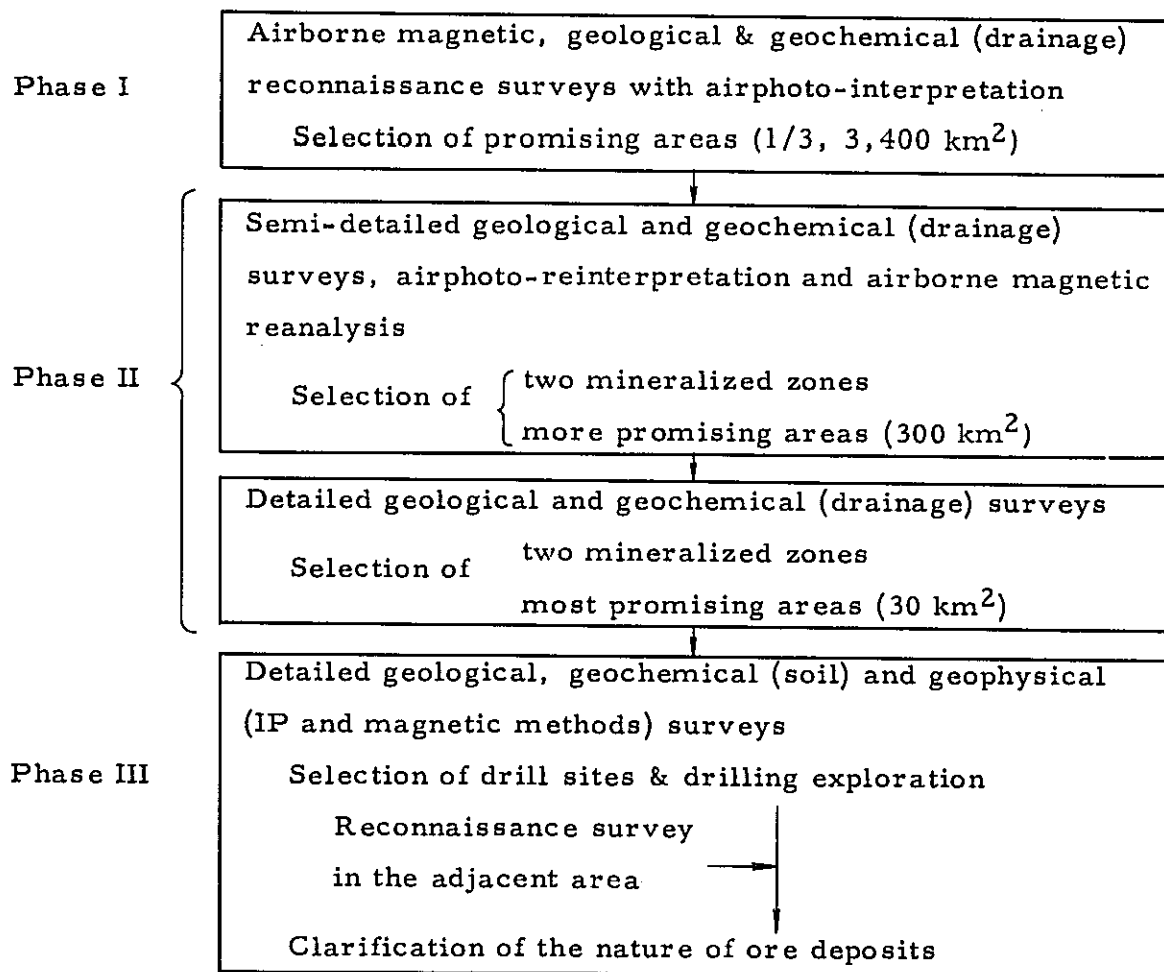 Phase I
Airborne magnetic, geological & geochemical (drainage)
reconnaissance surveys with airphoto-interpretation
Selection of promising areas (1/3, 3,400 km²)
Phase II
Semi-detailed geological and geochemical (drainage)
surveys, airphoto-reinterpretation and airborne magnetic
reanalysis
Selection of
two mineralized zones
more promising areas (300 km²)
Detailed geological and geochemical (drainage) surveys
Selection of
two mineralized zones
most promising areas (30 km²)
Phase III
Detailed geological, geochemical (soil) and geophysical
(IP and magnetic methods) surveys
Selection of drill sites & drilling exploration
Reconnaissance survey
in the adjacent area
Clarification of the nature of ore deposits